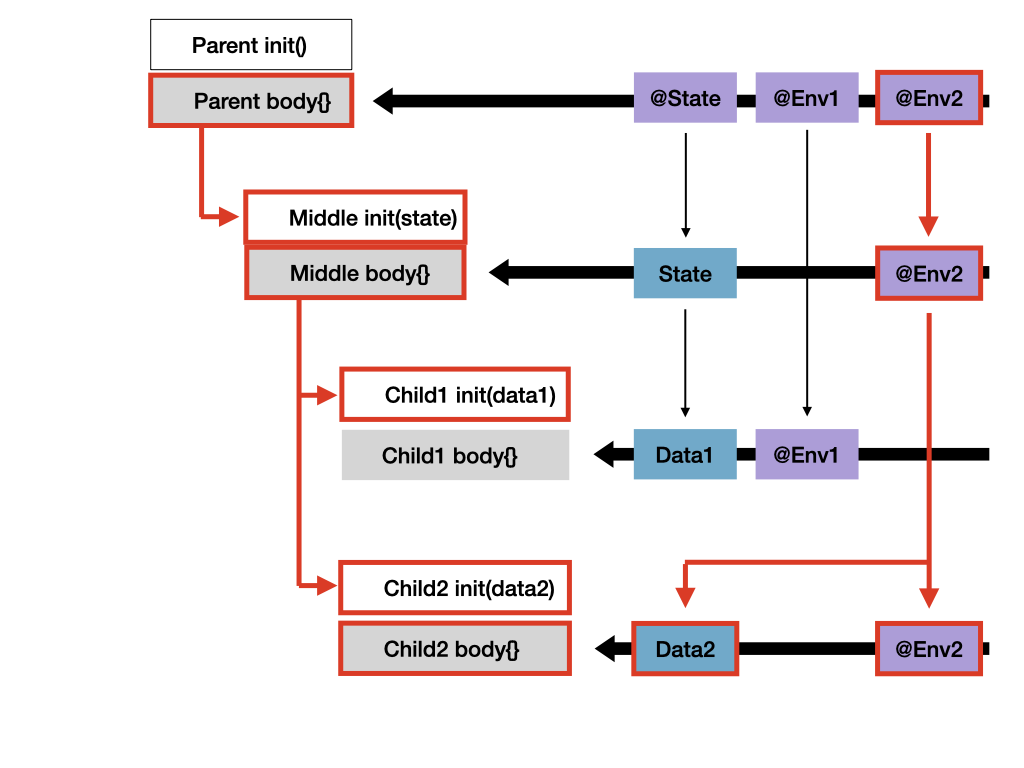 Parent init()
Parent body{}
@State
@Env1
@Env2
Middle init(state)
Middle body{}
State
@Env2
Child1 init(data1)
Child1 body{}
Data1
@Env1
Child2 init(data2)
Child2 body{}
Data2
@Env2